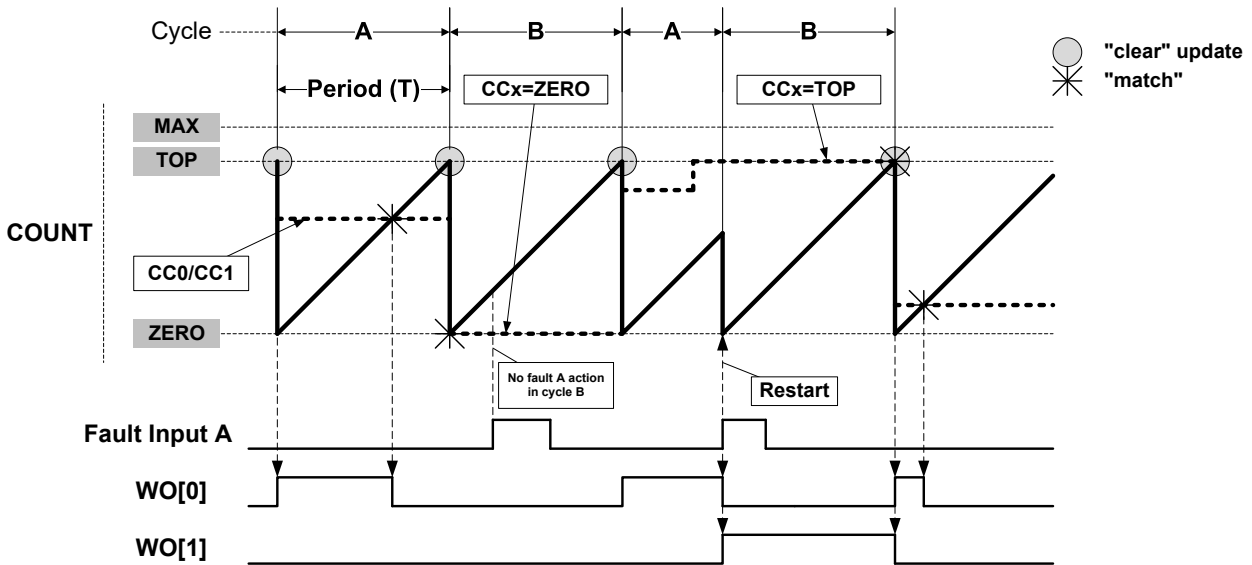 Cycle
A
B
A
B
"clear" update
"match"
Period (T)
CCx=ZERO
CCx=TOP
MAX
TOP
COUNT
CC0/CC1
ZERO
No fault A action
in cycle B
Restart
Fault Input A
WO[0]
WO[1]